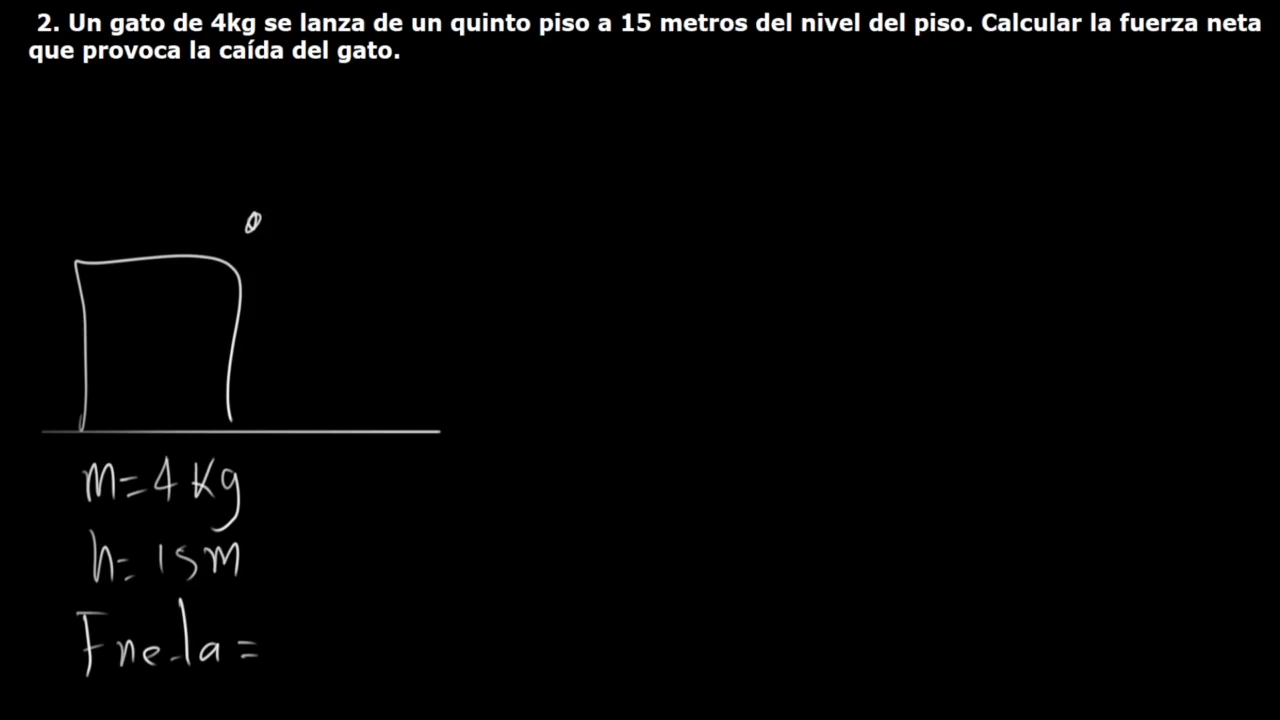 2. Un gato de 4kg se lanza de un quinto piso a 15 metros del nivel del piso. Calcular la fuerza neta
que provoca la caída del gato.
m=4 Kg
h= 15m
Fneta =